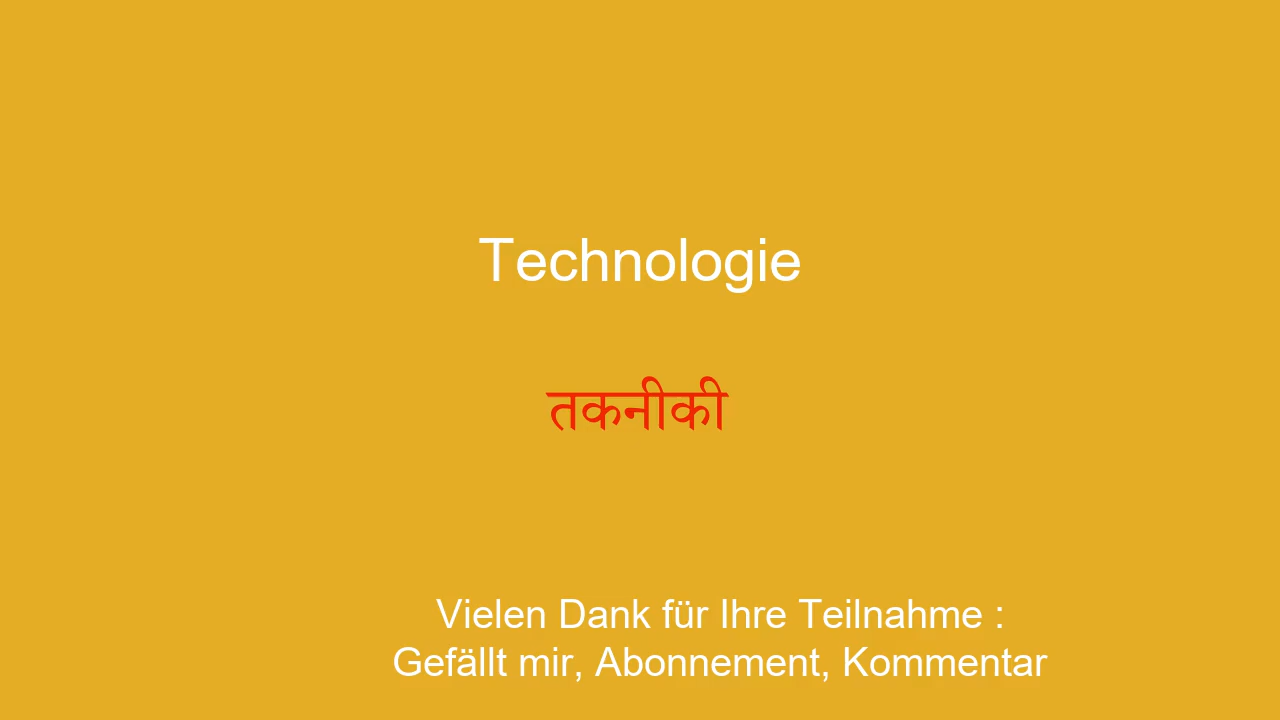 Technologie
तकनीकी
Vielen Dank für Ihre Teilnahme :
Gefällt mir, Abonnement, Kommentar